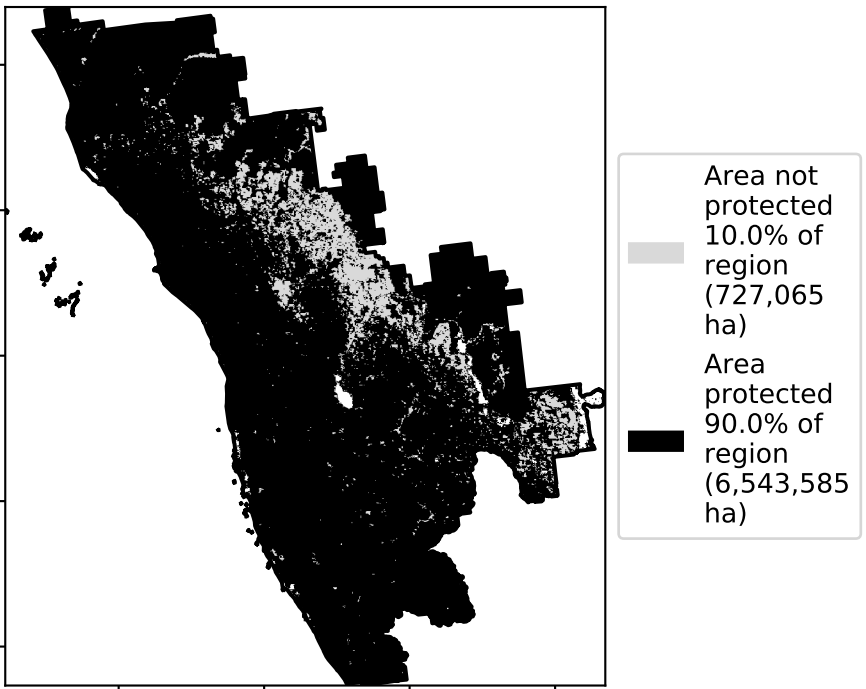 Area not
protected
10.0% of
region
(727,065
ha)
Area
protected
90.0% of
region
(6,543,585
ha)